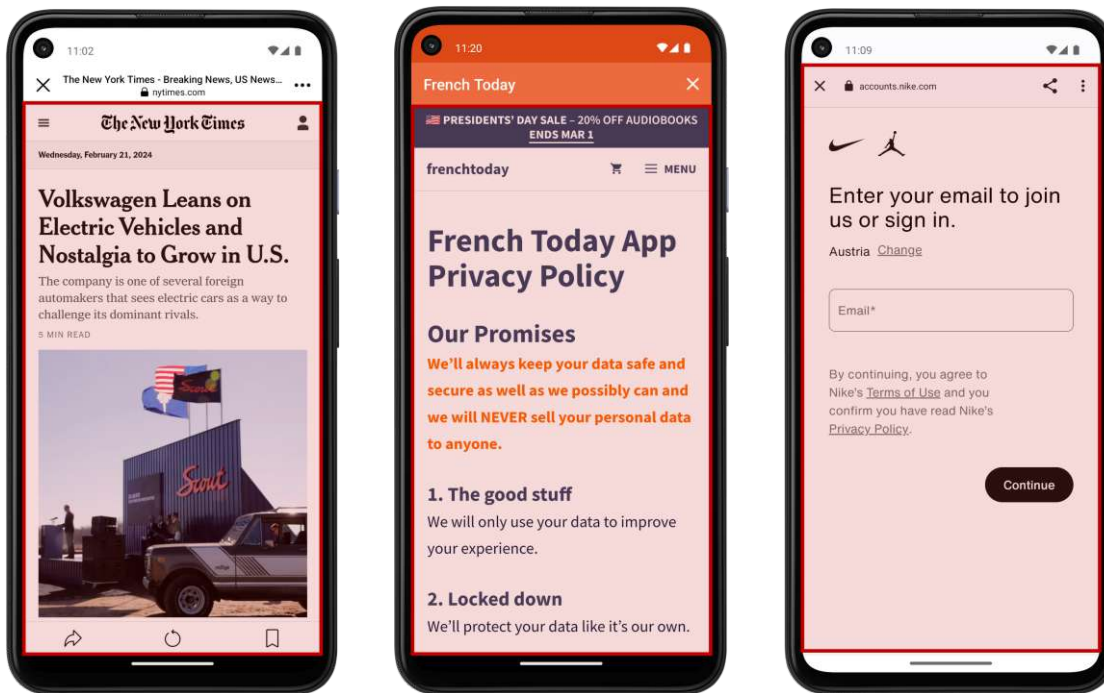 11:02
The New York Times - Breaking News, US News...
nytimes.com
The New York Times
Wednesday, February 21, 2024
Volkswagen Leans on
Electric Vehicles and
Nostalgia to Grow in U.S.
The company is one of several foreign
automakers that sees electric cars as a way to
challenge its dominant rivals.
5 MIN READ
Scout
Scout
11:20
French Today
PRESIDENTS' DAY SALE – 20% OFF AUDIOBOOKS
ENDS MAR 1
frenchtoday
MENU
French Today App
Privacy Policy
Our Promises
We'll always keep your data safe and
secure as well as we possibly can and
we will NEVER sell your personal data
to anyone.
1. The good stuff
We will only use your data to improve
your experience.
2. Locked down
We'll protect your data like it's our own.
11:09
accounts.nike.com
Enter your email to join
us or sign in.
Austria Change
Email*
By continuing, you agree to
Nike's Terms of Use and you
confirm you have read Nike's
Privacy Policy.
Continue